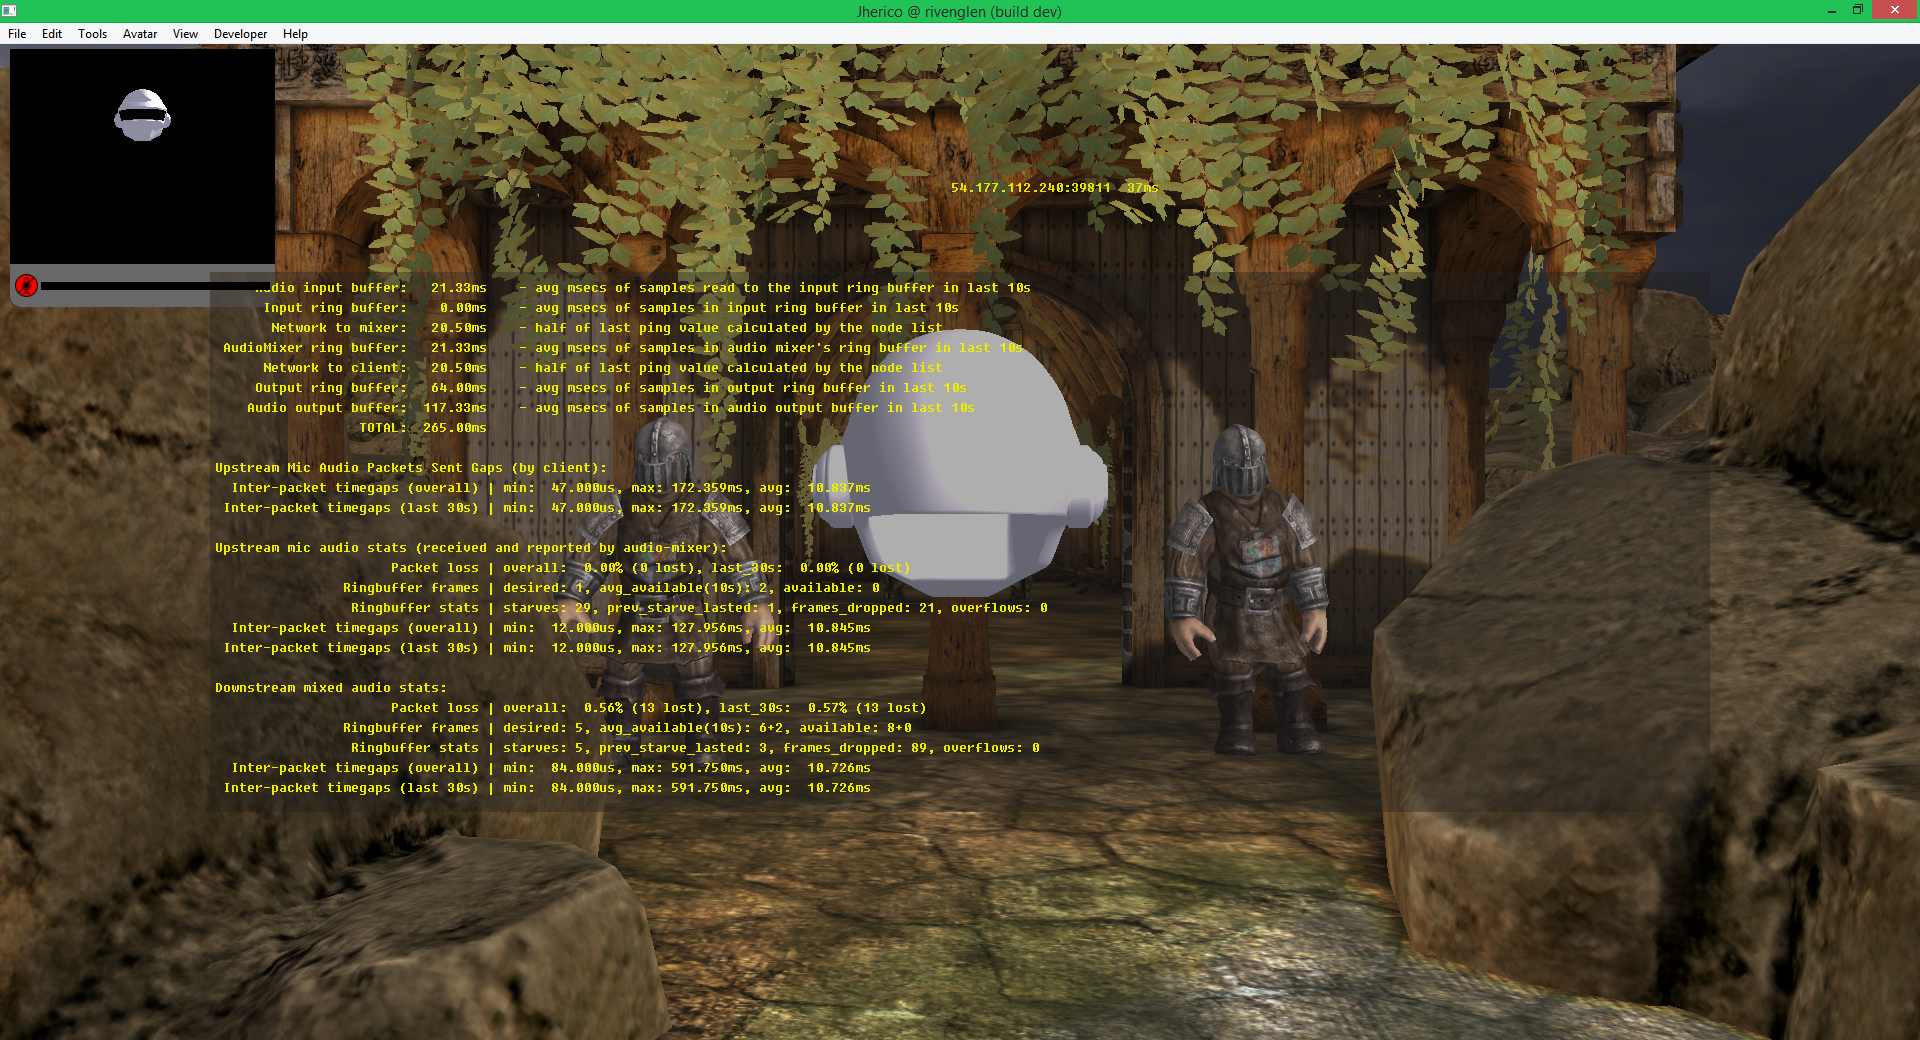 Jherico @ rivenglen (build dev)
File Edit Tools Avatar View Developer Help
54.177.112.240:39811 37ms
Audio input buffer: 21.33ms - avg msecs of samples read to the input ring buffer in last 10s
Input ring buffer: 0.00ms - avg msecs of samples in input ring buffer in last 10s
Network to mixer: 20.50ms - half of last ping value calculated by the node list
AudioMixer ring buffer: 21.33ms - avg msecs of samples in audio mixer's ring buffer in last 10s
Network to client: 20.50ms - half of last ping value calculated by the node list
Output ring buffer: 64.00ms - avg msecs of samples in output ring buffer in last 10s
Audio output buffer: 117.33ms - avg msecs of samples in audio output buffer in last 10s
TOTAL: 265.00ms
Upstream Mic Audio Packets Sent Gaps (by client):
Inter-packet timegaps (overall) | min: 47.000us, max: 172.359ms, avg: 10.837ms
Inter-packet timegaps (last 30s) | min: 47.000us, max: 172.359ms, avg: 10.837ms
Upstream mic audio stats (received and reported by audio-mixer):
Packet loss | overall: 0.00% (0 lost), last_30s: 0.00% (0 lost)
Ringbuffer frames | desired: 1, avg_available(10s): 2, available: 0
Ringbuffer stats | starves: 29, prev_starve_lasted: 1, frames_dropped: 21, overflows: 0
Inter-packet timegaps (overall) | min: 12.000us, max: 127.956ms, avg: 10.845ms
Inter-packet timegaps (last 30s) | min: 12.000us, max: 127.956ms, avg: 10.845ms
Downstream mixed audio stats:
Packet loss | overall: 0.56% (13 lost), last_30s: 0.57% (13 lost)
Ringbuffer frames | desired: 5, avg_available(10s): 6+2, available: 8+0
Ringbuffer stats | starves: 5, prev_starve_lasted: 3, frames_dropped: 89, overflows: 0
Inter-packet timegaps (overall) | min: 84.000us, max: 591.750ms, avg: 10.726ms
Inter-packet timegaps (last 30s) | min: 84.000us, max: 591.750ms, avg: 10.726ms